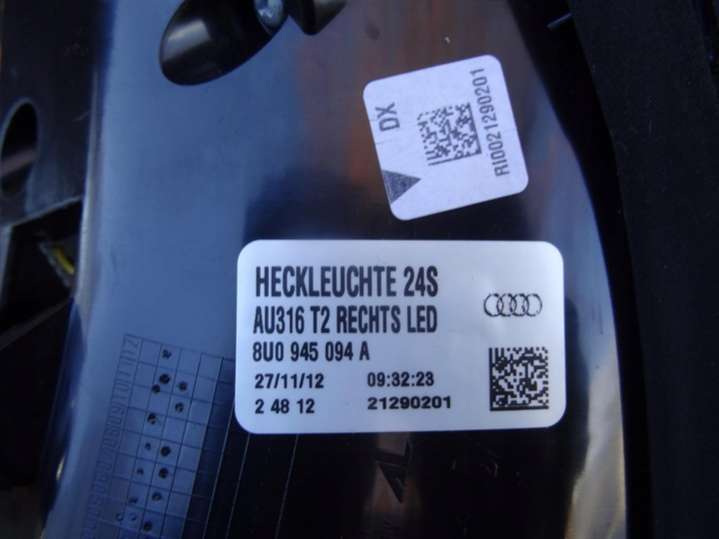 DX
RI0021290201
HECKLEUCHTE 24S
AU316 T2 RECHTS LED
8U0 945 094 A
27/11/12 09:32:23
2 48 12 21290201